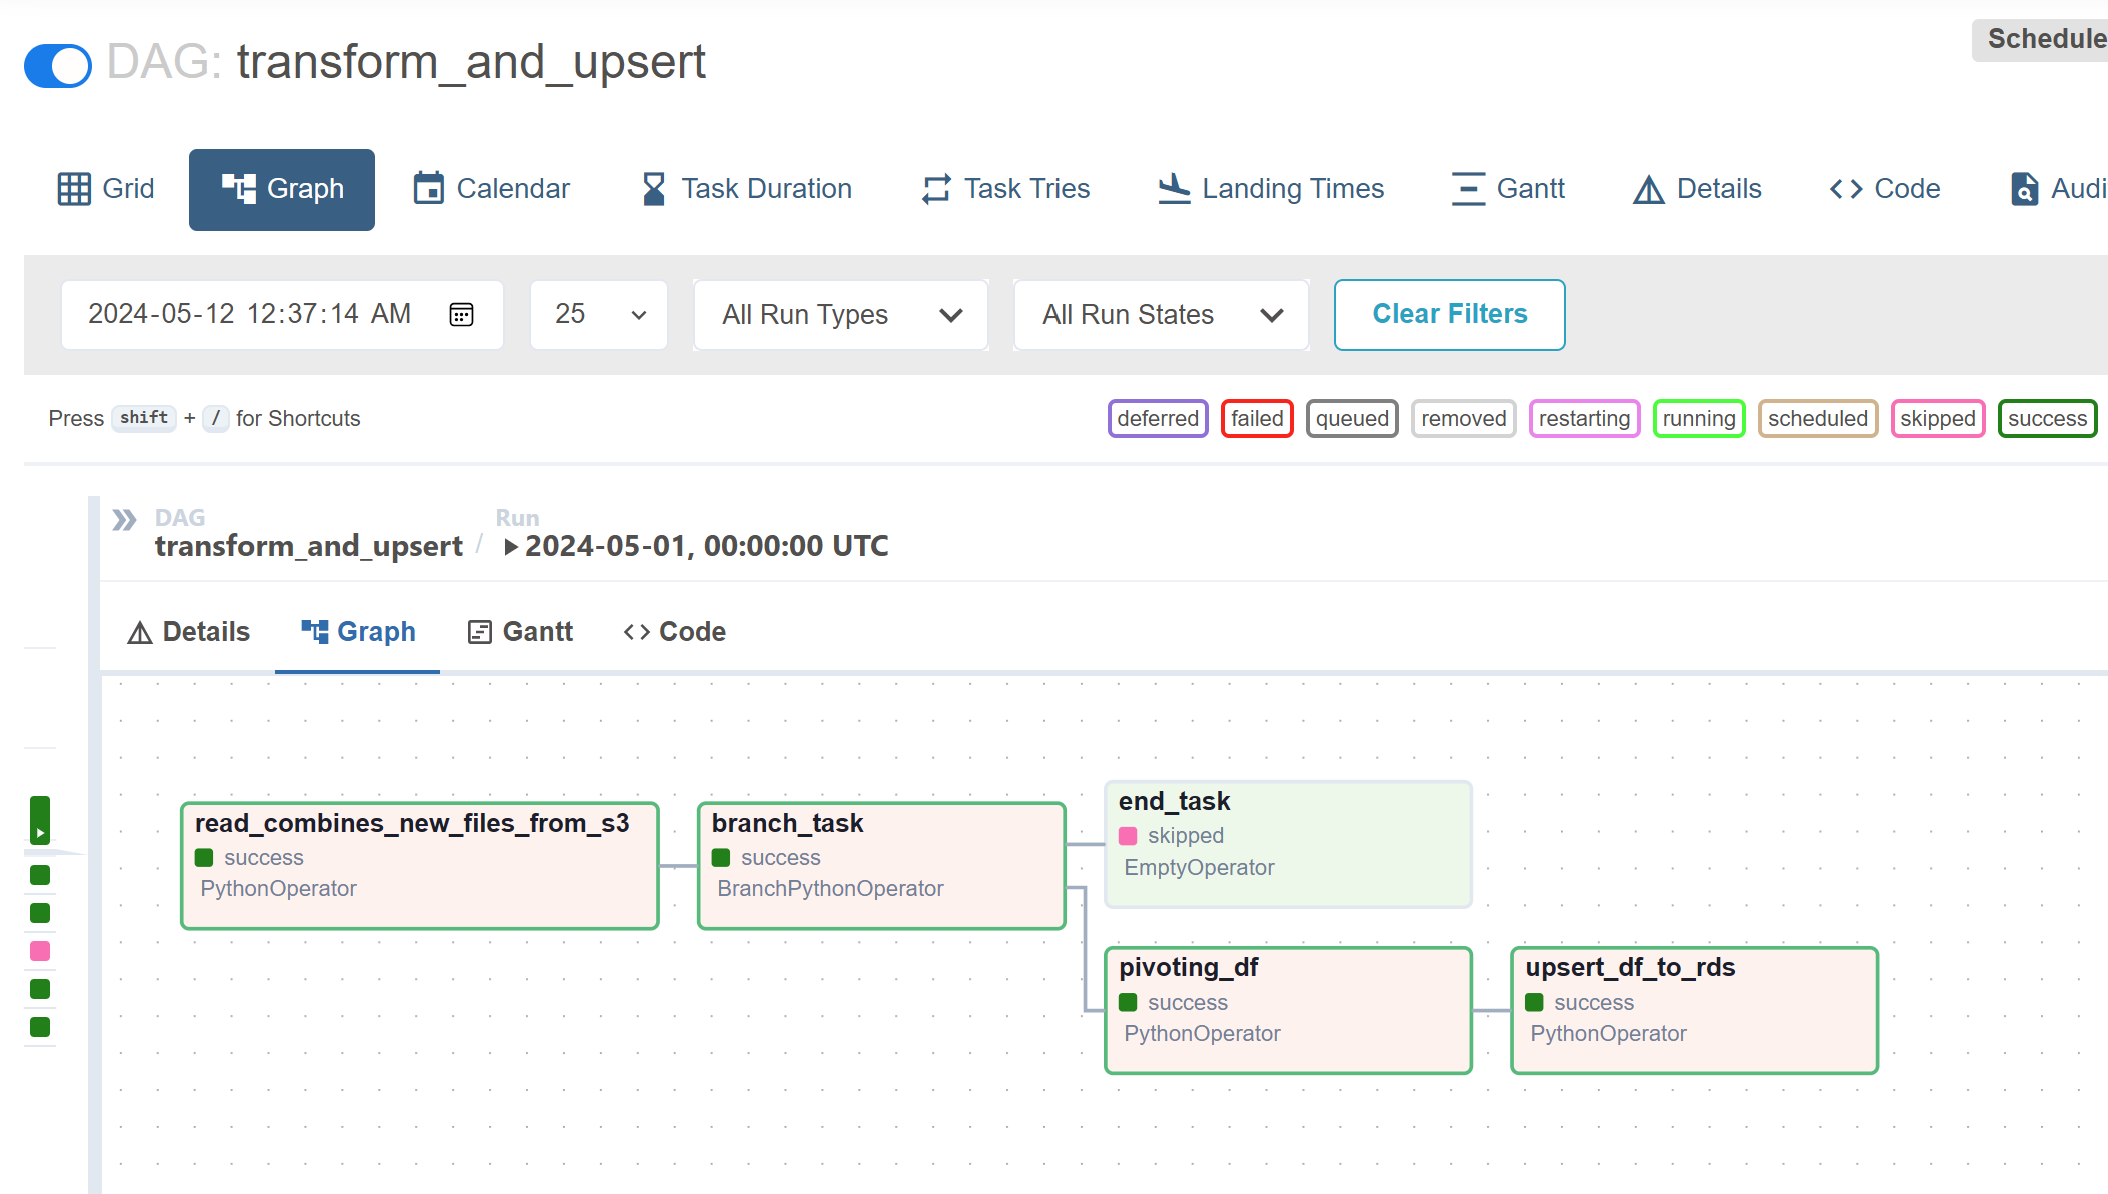 DAG: transform_and_upsert
Schedule
Grid Graph Calendar Task Duration Task Tries Landing Times Gantt Details Code Audi
2024-05-12 12:37:14 AM 25 All Run Types All Run States Clear Filters
Press shift + / for Shortcuts
deferred failed queued removed restarting running scheduled skipped success
DAG Run
transform_and_upsert / 2024-05-01, 00:00:00 UTC
Details Graph Gantt Code
read_combines_new_files_from_s3
success
PythonOperator
branch_task
success
BranchPythonOperator
end_task
skipped
EmptyOperator
pivoting_df
success
PythonOperator
upsert_df_to_rds
success
PythonOperator